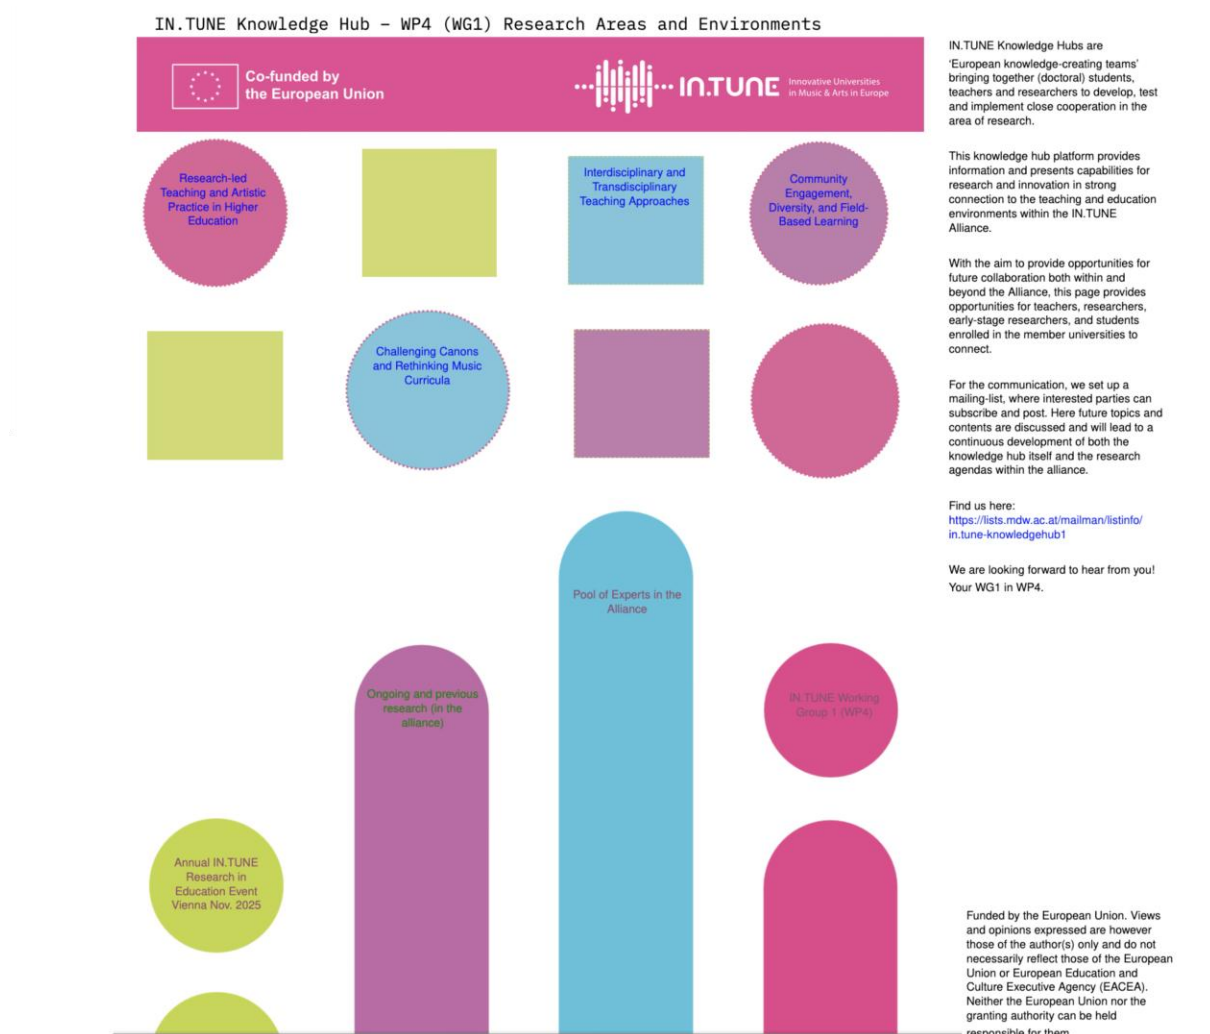 IN.TUNE Knowledge Hub – WP4 (WG1) Research Areas and Environments
Co-funded by
the European Union
IN.TUNE
Innovative Universities
in Music & Arts in Europe
Research-led
Teaching and Artistic
Practice in Higher
Education
Interdisciplinary and
Transdisciplinary
Teaching Approaches
Community
Engagement,
Diversity, and Field-
Based Learning
Challenging Canons
and Rethinking Music
Curricula
Pool of Experts in the
Alliance
Ongoing and previous
research (in the
alliance)
IN.TUNE Working
Group 1 (WP4)
Annual IN.TUNE
Research in
Education Event
Vienna Nov. 2025
IN.TUNE Knowledge Hubs are
‘European knowledge-creating teams’
bringing together (doctoral) students,
teachers and researchers to develop, test
and implement close cooperation in the
area of research.
This knowledge hub platform provides
information and presents capabilities for
research and innovation in strong
connection to the teaching and education
environments within the IN.TUNE
Alliance.
With the aim to provide opportunities for
future collaboration both within and
beyond the Alliance, this page provides
opportunities for teachers, researchers,
early-stage researchers, and students
enrolled in the member universities to
connect.
For the communication, we set up a
mailing-list, where interested parties can
subscribe and post. Here future topics and
contents are discussed and will lead to a
continuous development of both the
knowledge hub itself and the research
agendas within the alliance.
Find us here:
https://lists.mdw.ac.at/mailman/listinfo/
in.tune-knowledgehub1
We are looking forward to hear from you!
Your WG1 in WP4.
Funded by the European Union. Views
and opinions expressed are however
those of the author(s) only and do not
necessarily reflect those of the European
Union or European Education and
Culture Executive Agency (EACEA).
Neither the European Union nor the
granting authority can be held
responsible for them.